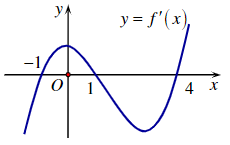 y y = f′(x)
−1 O 1 4 x